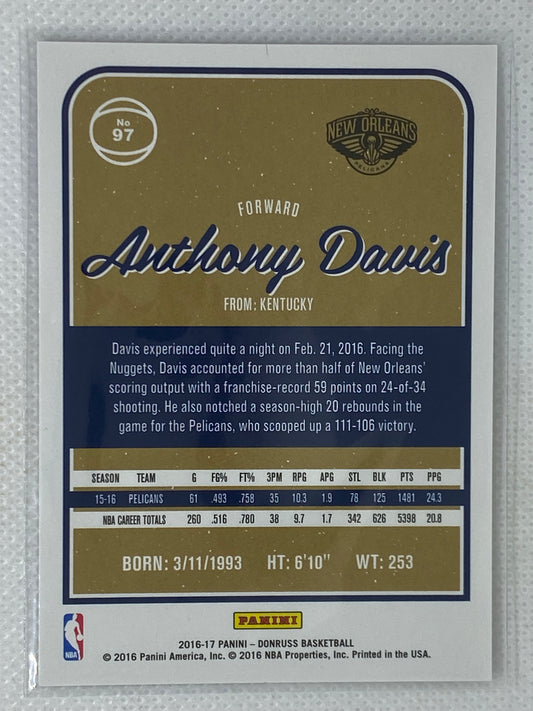 No
97
NEW ORLEANS
PELICANS
FORWARD
Anthony Davis
FROM: KENTUCKY
Davis experienced quite a night on Feb. 21, 2016. Facing the
Nuggets, Davis accounted for more than half of New Orleans'
scoring output with a franchise-record 59 points on 24-of-34
shooting. He also notched a season-high 20 rebounds in the
game for the Pelicans, who scooped up a 111-106 victory.
SEASON TEAM G FG% FT% 3PM RPG APG STL BLK PTS PPG
15-16 PELICANS 61 .493 .758 35 10.3 1.9 78 125 1481 24.3
NBA CAREER TOTALS 260 .516 .780 38 9.7 1.7 342 626 5398 20.8
BORN: 3/11/1993 HT: 6'10" WT: 253
PANINI
NBA
2016-17 PANINI – DONRUSS BASKETBALL
© 2016 Panini America, Inc. © 2016 NBA Properties, Inc. Printed in the USA.